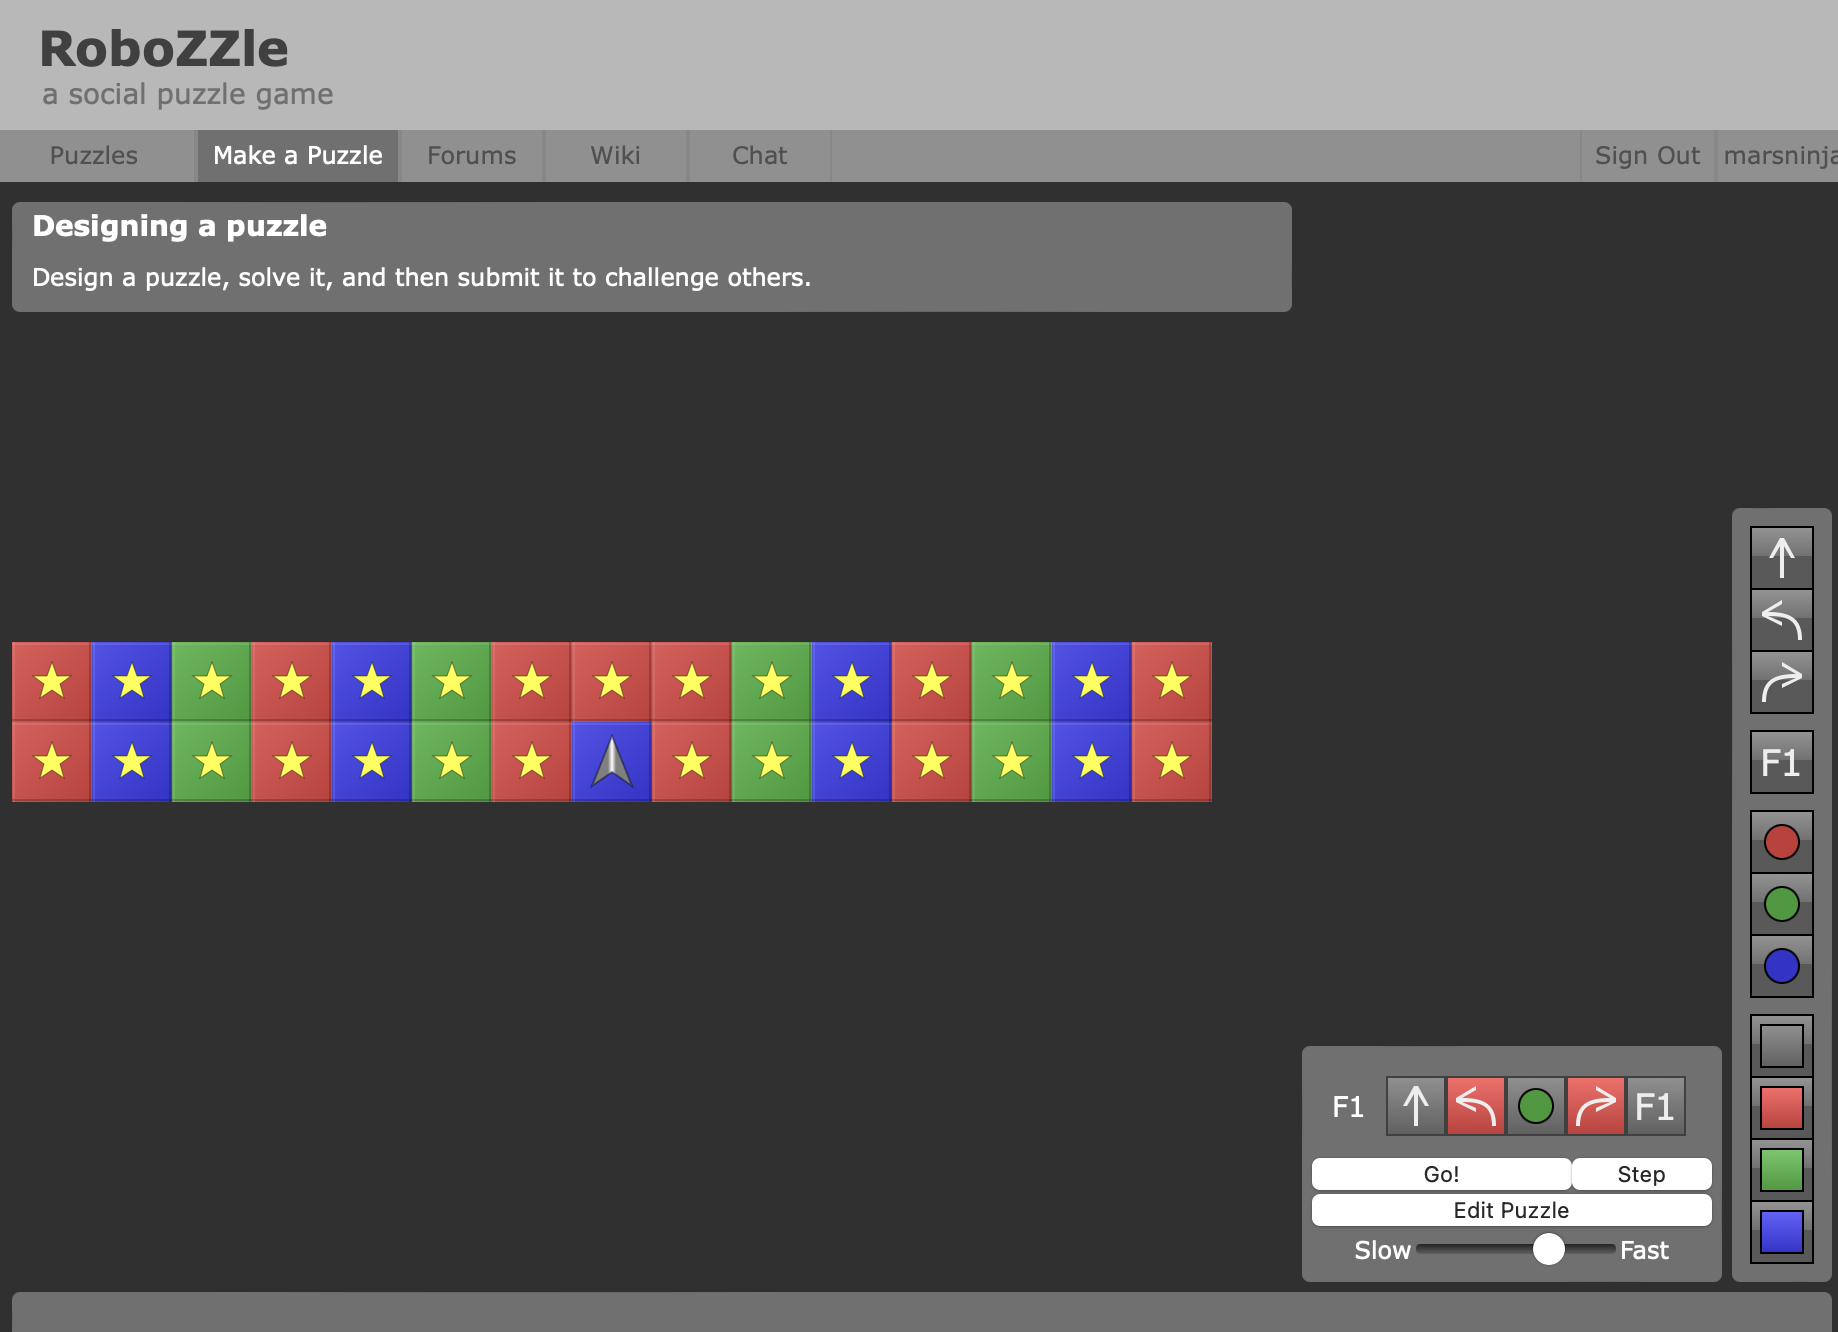 RoboZZle
a social puzzle game
Puzzles Make a Puzzle Forums Wiki Chat Sign Out marsninja
Designing a puzzle
Design a puzzle, solve it, and then submit it to challenge others.
F1
F1 F1
Go! Step
Edit Puzzle
Slow Fast